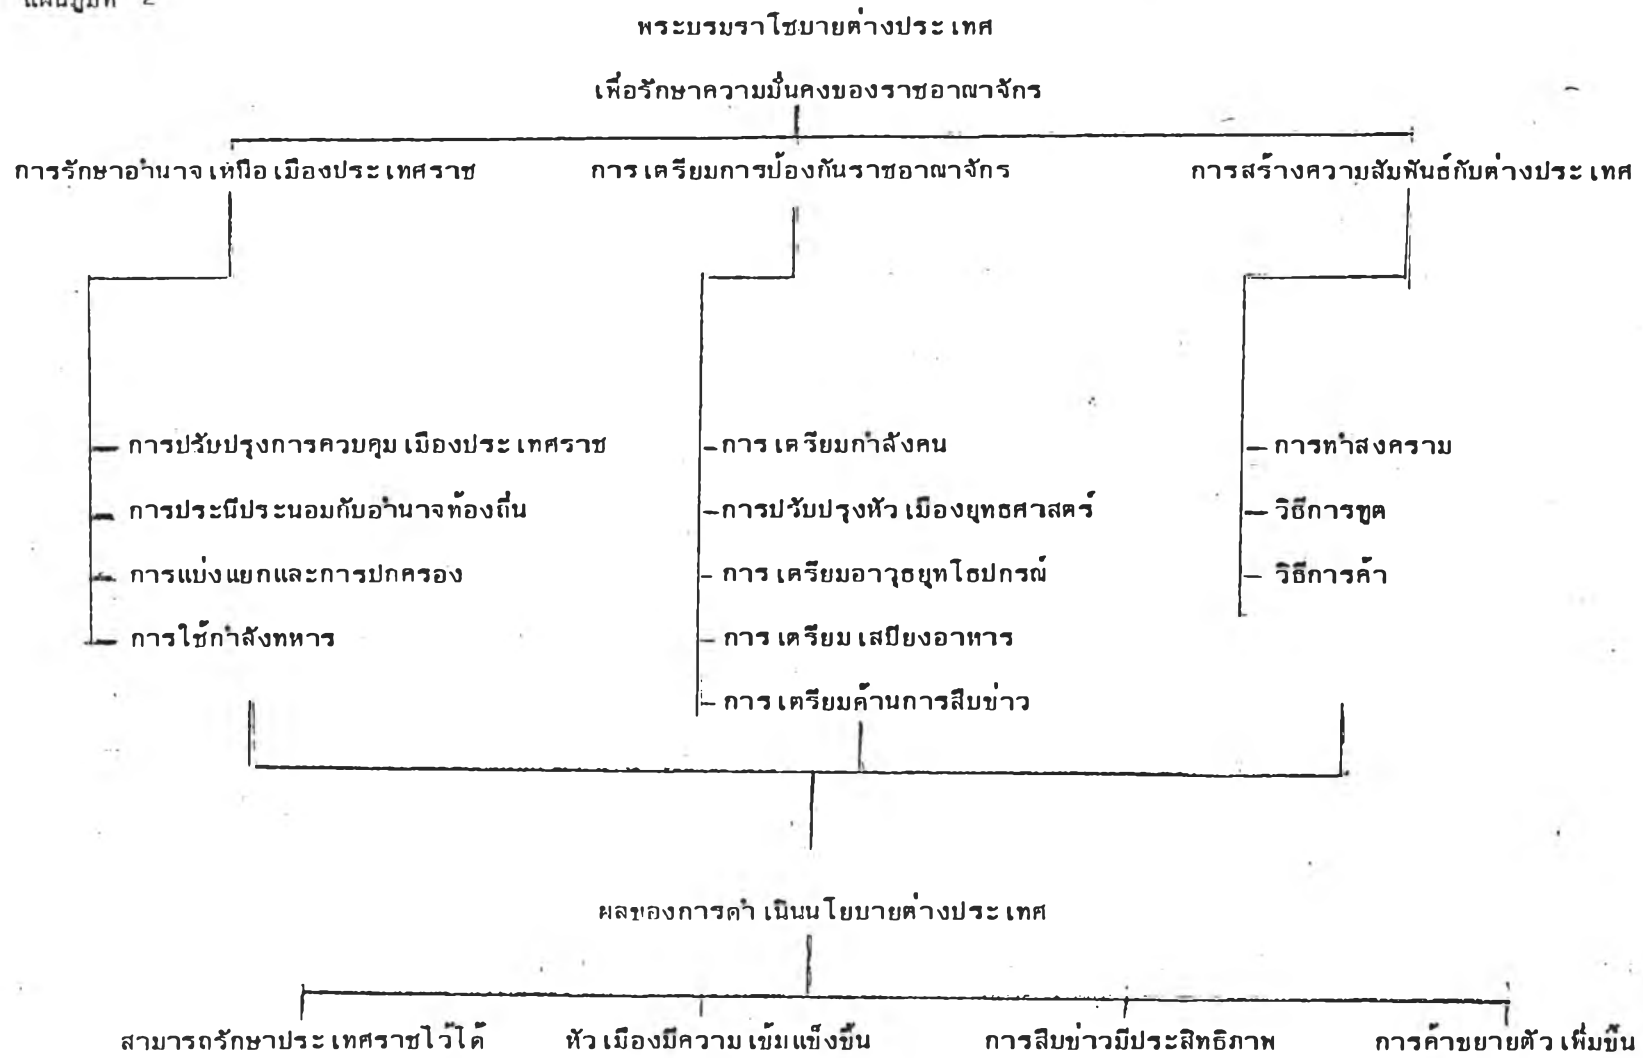 แผนภูมิที่ 2
พระบรมราโชบายต่างประเทศ
เพื่อรักษาความมั่นคงของราชอาณาจักร
การรักษาอำนาจเหนือเมืองประเทศราช
การเตรียมการป้องกันราชอาณาจักร
การสร้างความสัมพันธ์กับต่างประเทศ
- การปรับปรุงการควบคุมเมืองประเทศราช
- การประนีประนอมกับอำนาจท้องถิ่น
- การแบ่งแยกและการปกครอง
- การใช้กำลังทหาร
- การเตรียมกำลังคน
- การปรับปรุงหัวเมืองยุทธศาสตร์
- การเตรียมอาวุธยุทโธปกรณ์
- การเตรียมเสบียงอาหาร
- การเตรียมด้านการสืบข่าว
- การทำสงคราม
- วิธีการทูต
- วิธีการค้า
ผลของการดำเนินนโยบายต่างประเทศ
สามารถรักษาประเทศราชไว้ได้
หัวเมืองมีความเข้มแข็งขึ้น
การสืบข่าวมีประสิทธิภาพ
การค้าขยายตัวเพิ่มขึ้น